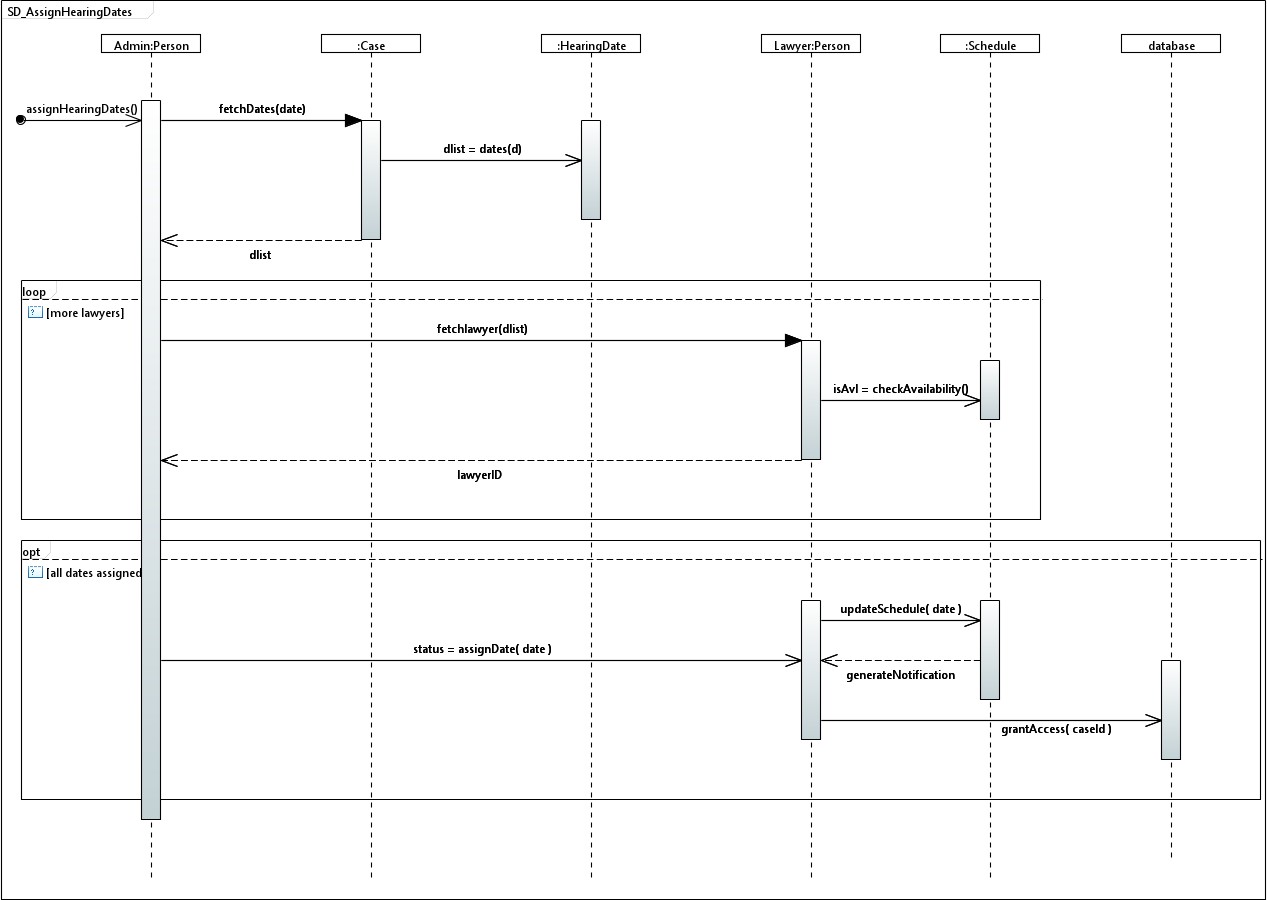 SD_AssignHearingDates
Admin:Person
:Case
:HearingDate
Lawyer:Person
:Schedule
database
assignHearingDates()
fetchDates(date)
dlist = dates(d)
dlist
loop
[more lawyers]
fetchlawyer(dlist)
isAvl = checkAvailability()
lawyerID
opt
[all dates assigned
updateSchedule( date )
status = assignDate( date )
generateNotification
grantAccess( caseId )